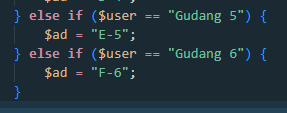 } else if ($user == "Gudang 5") {
$ad = "E-5";
} else if ($user == "Gudang 6") {
$ad = "F-6";
}